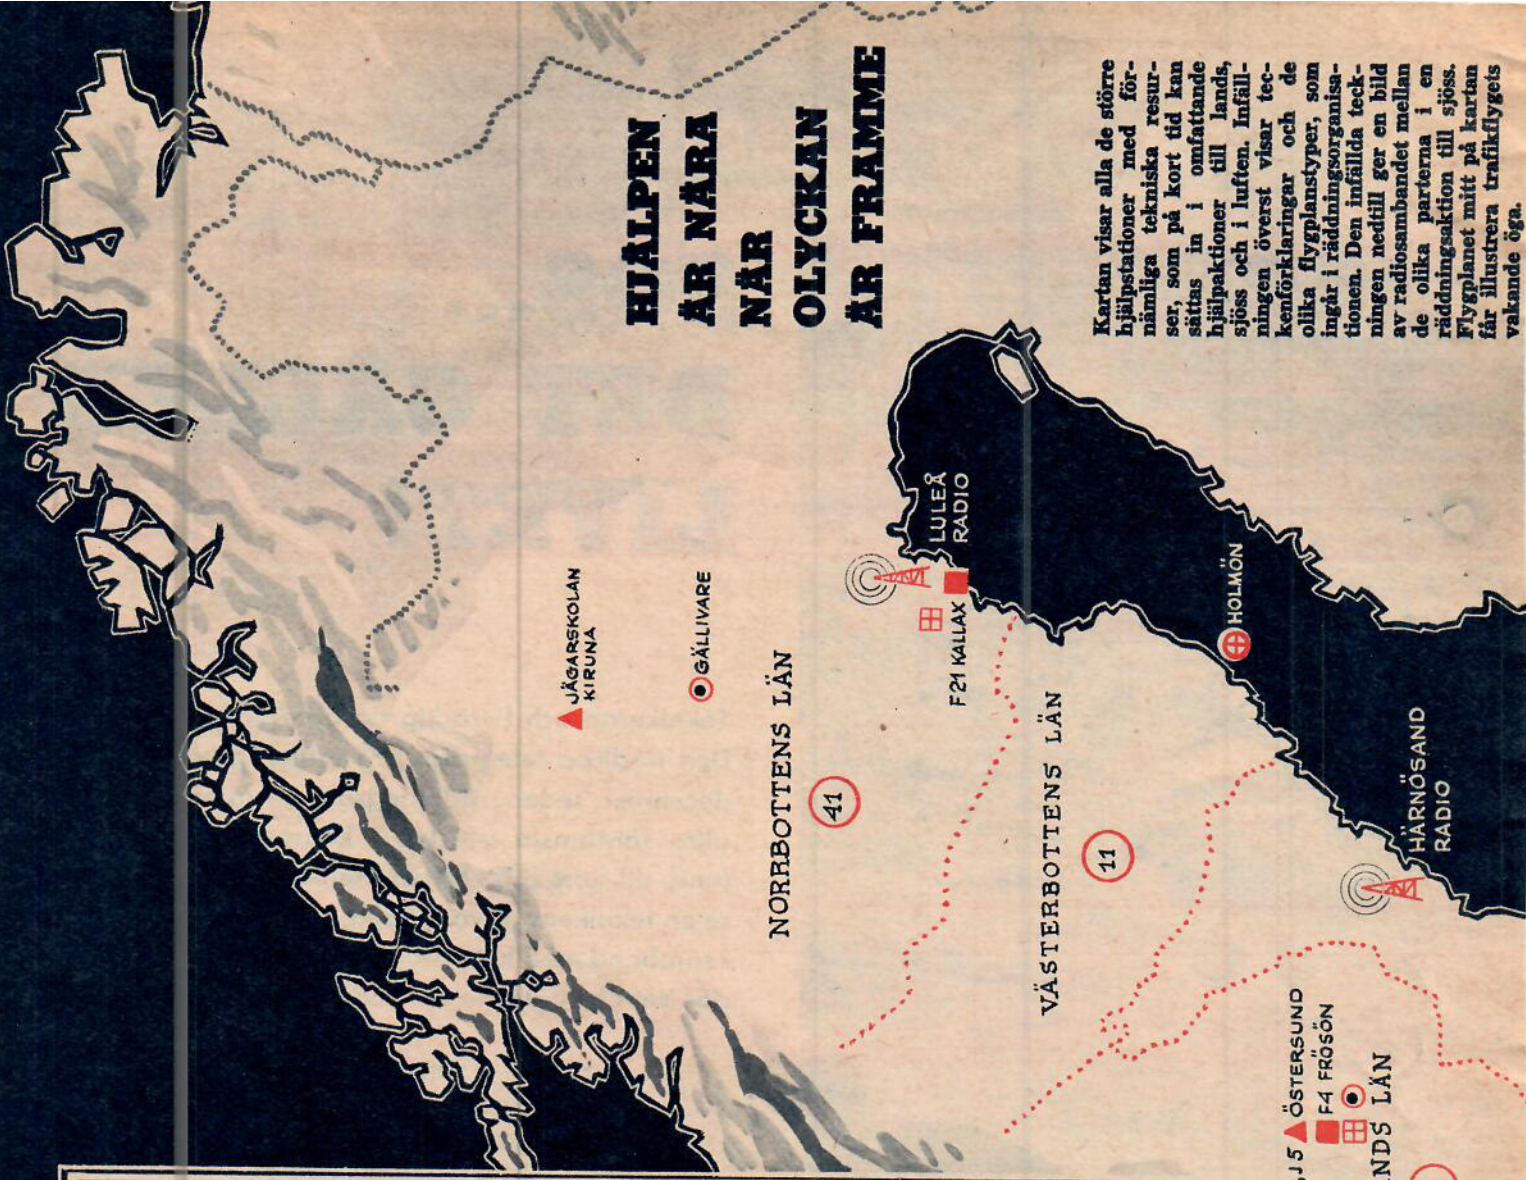 HJÄLPEN
ÄR NÄRA
NÄR
OLYCKAN
ÄR FRAMME
Kartan visar alla de större
hjälpstationer med för-
nämliga tekniska resur-
ser, som på kort tid kan
sättas in i omfattande
hjälpaktioner till lands,
sjöss och i luften. Infäll-
ningen överst visar tec-
kenförklaringar och de
olika flygplanstyper, som
ingår i räddningsorganisa-
tionen. Den infällda teck-
ningen nedtill ger en bild
av radiosambandet mellan
de olika parterna i en
räddningsaktion till sjöss.
Flygplanet mitt på kartan
får illustrera trafikflygets
vakande öga.
JÄGARSKOLAN
KIRUNA
GÄLLIVARE
NORRBOTTENS LÄN
41
LULEÅ
RADIO
F21 KALLAX
VÄSTERBOTTENS LÄN
11
HOLMÖN
HÄRNÖSAND
RADIO
J5 ÖSTERSUND
F4 FRÖSÖN
NDS LÄN